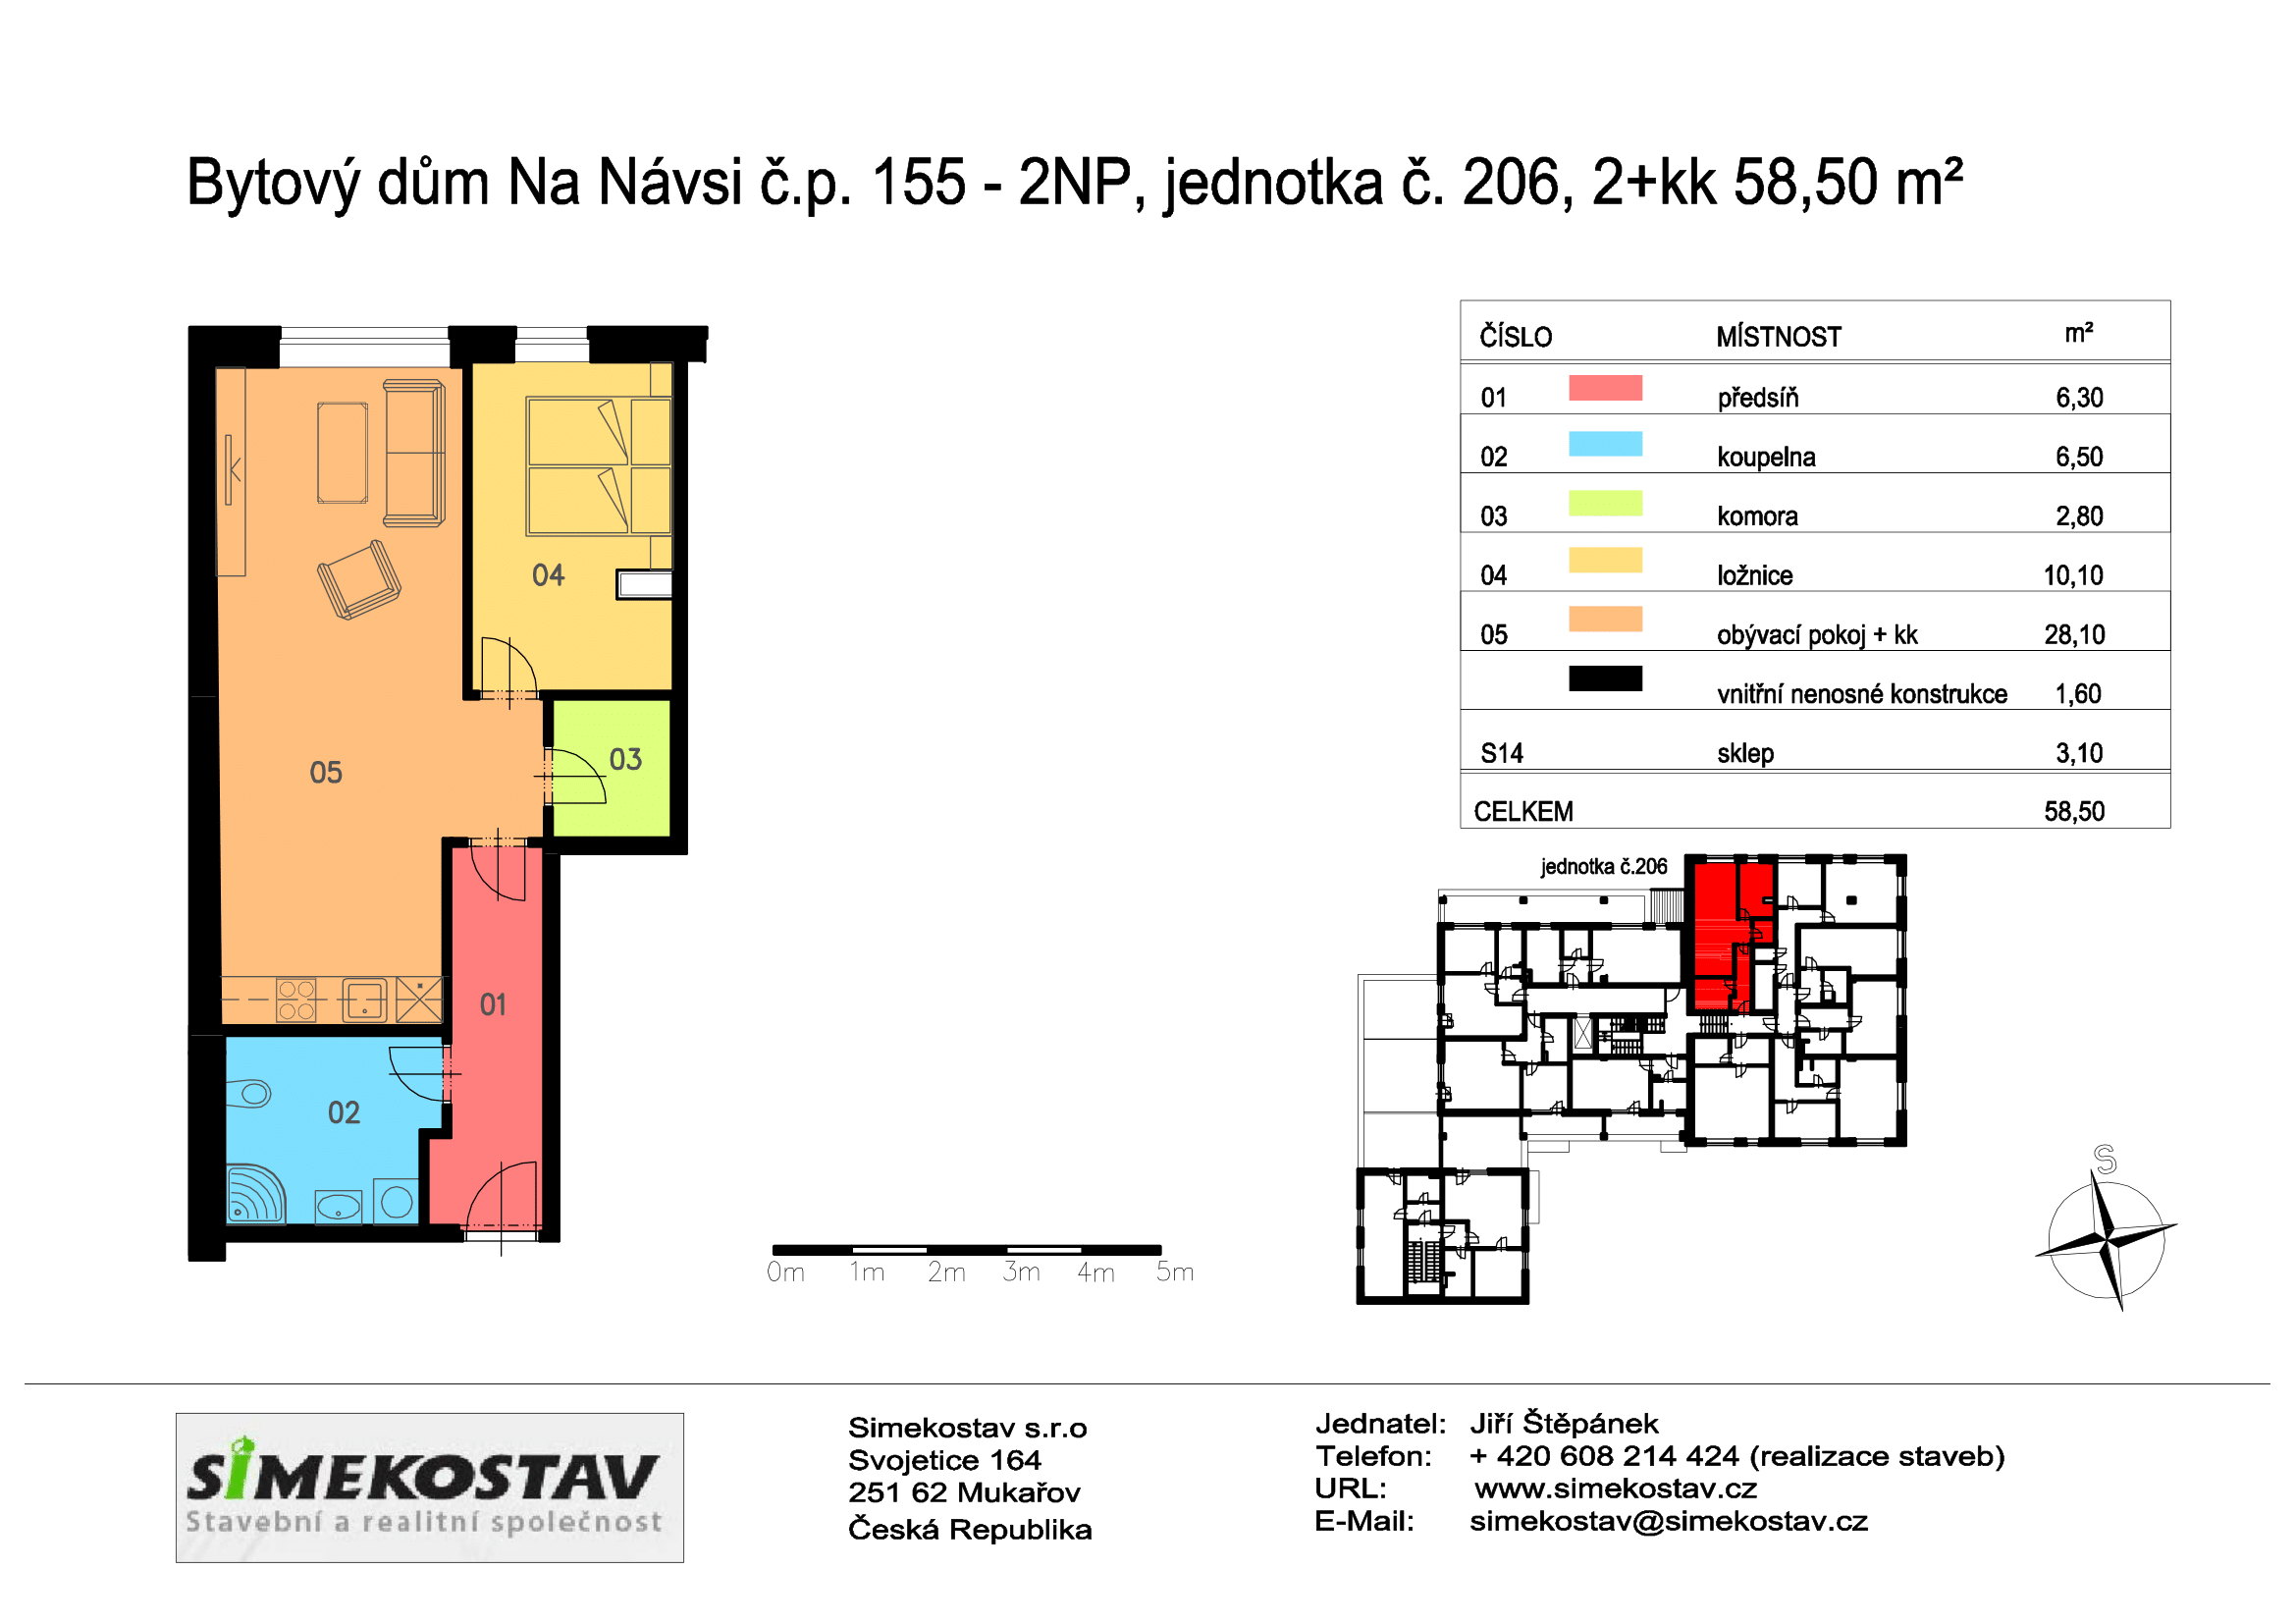 Bytový dům Na Návsi č.p. 155 - 2NP, jednotka č. 206, 2+kk 58,50 m²
ČÍSLO MÍSTNOST m²
01 předsíň 6,30
02 koupelna 6,50
03 komora 2,80
04 ložnice 10,10
05 obývací pokoj + kk 28,10
vnitřní nenosné konstrukce 1,60
S14 sklep 3,10
CELKEM 58,50
04
03
05
01
02
jednotka č.206
S
0m 1m 2m 3m 4m 5m
SIMEKOSTAV
Stavební a realitní společnost
Simekostav s.r.o
Svojetice 164
251 62 Mukařov
Česká Republika
Jednatel: Jiří Štěpánek
Telefon: + 420 608 214 424 (realizace staveb)
URL: www.simekostav.cz
E-Mail: simekostav@simekostav.cz